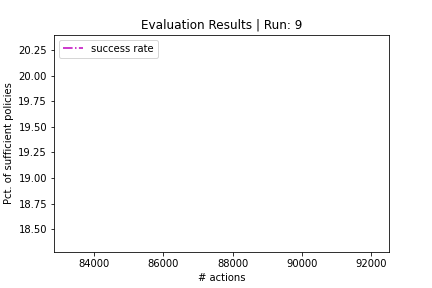 Evaluation Results | Run: 9
success rate
Pct. of sufficient policies
20.25
20.00
19.75
19.50
19.25
19.00
18.75
18.50
84000 86000 88000 90000 92000
# actions